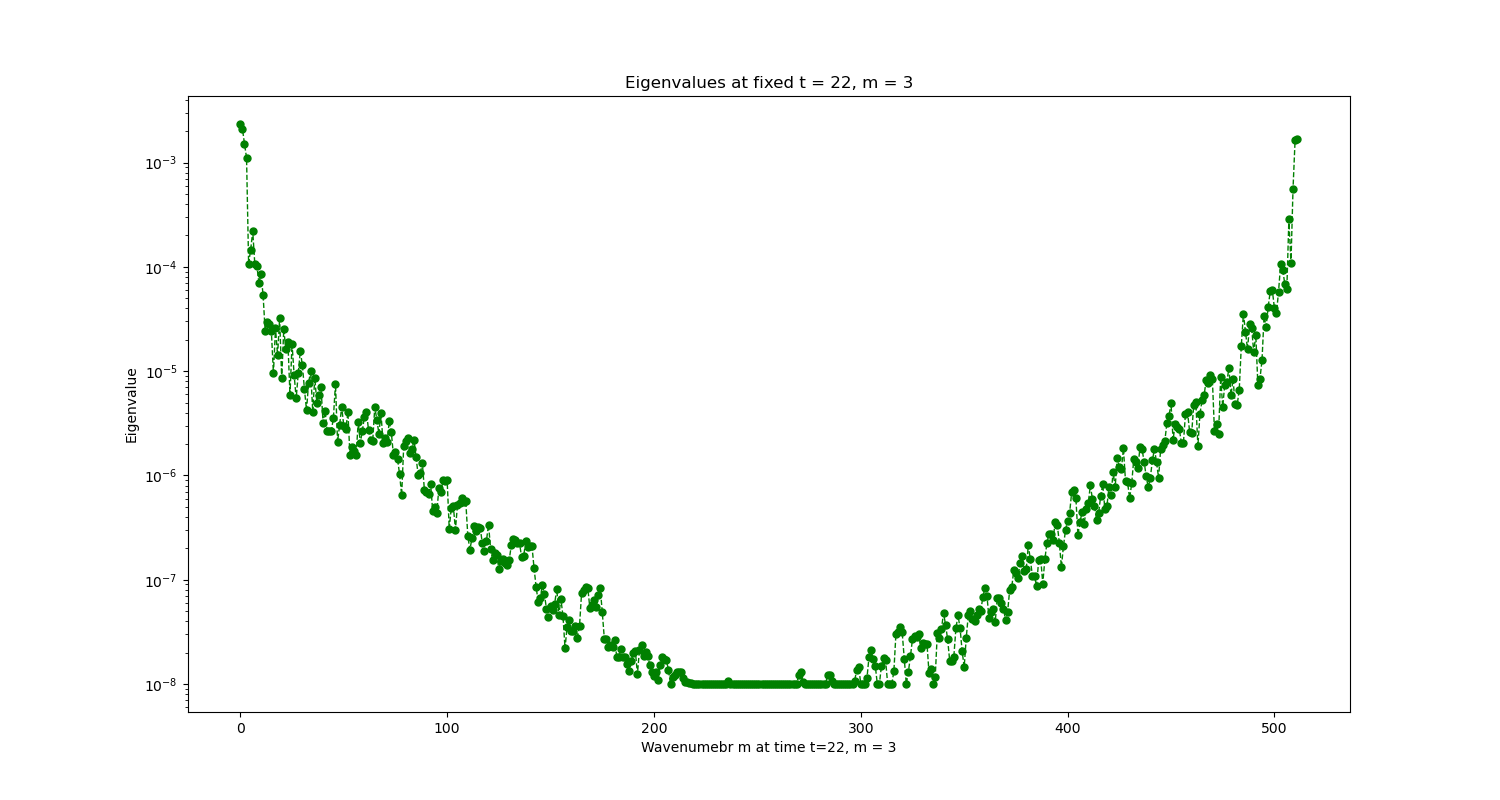 Eigenvalues at fixed t = 22, m = 3
Eigenvalue
10⁻³
10⁻⁴
10⁻⁵
10⁻⁶
10⁻⁷
10⁻⁸
0 100 200 300 400 500
Wavenumebr m at time t=22, m = 3